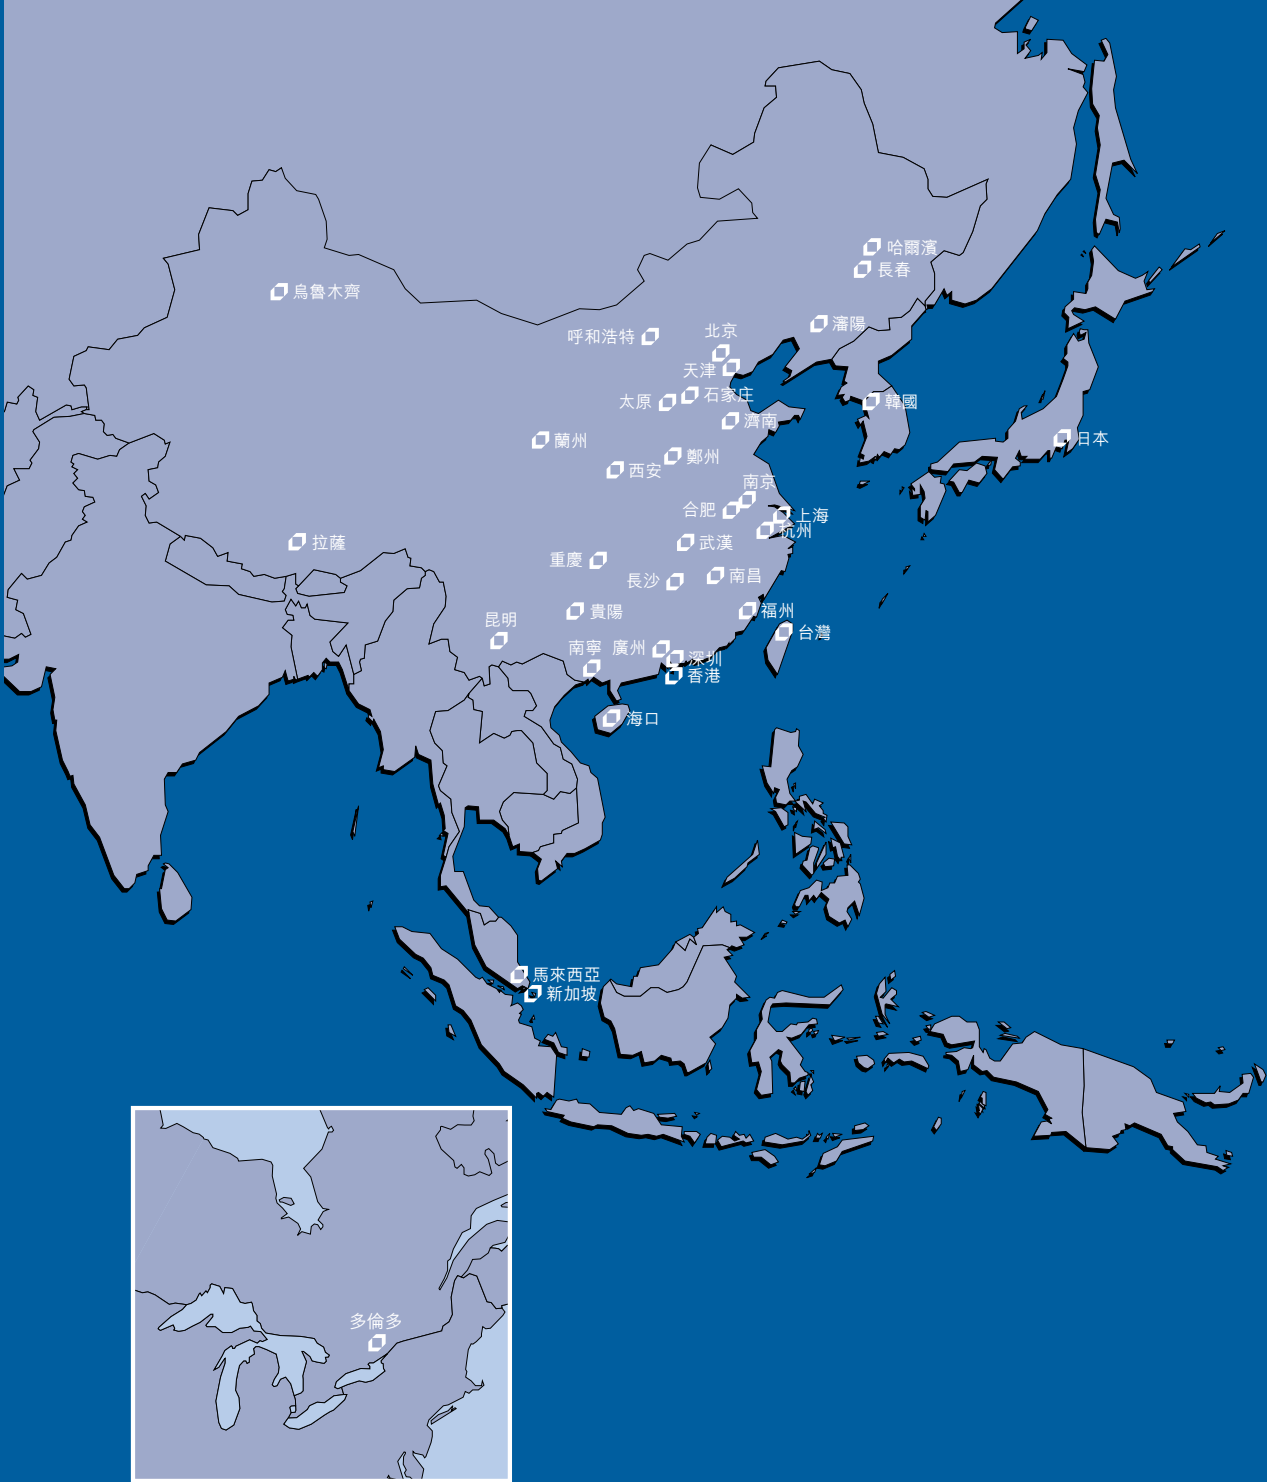 哈爾濱
長春
烏魯木齊
瀋陽
北京
呼和浩特
天津
石家庄
太原
韓國
濟南
日本
蘭州
鄭州
西安
南京
合肥
上海
杭州
拉薩
武漢
重慶
南昌
長沙
貴陽
福州
昆明
台灣
南寧
廣州
深圳
香港
海口
馬來西亞
新加坡
多倫多